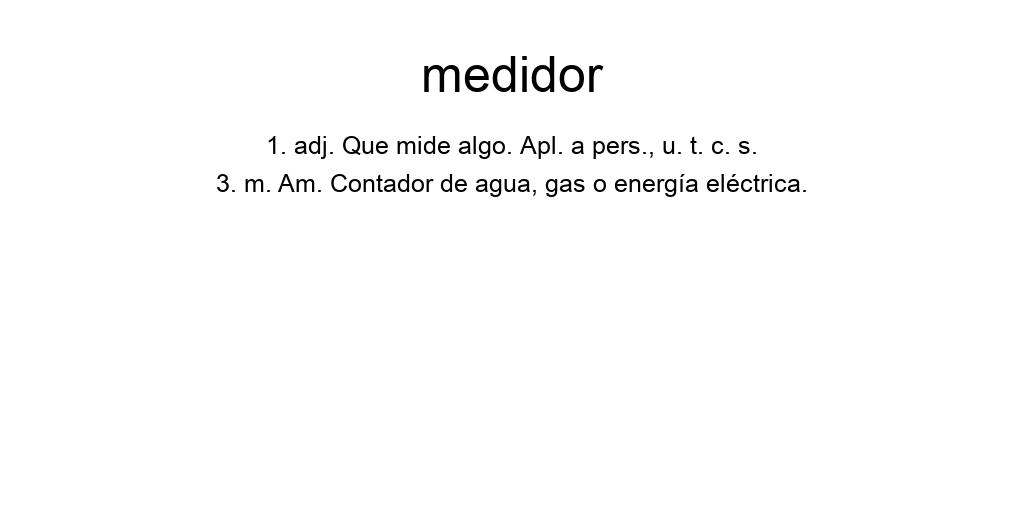 medidor
1. adj. Que mide algo. Apl. a pers., u. t. c. s.
3. m. Am. Contador de agua, gas o energía eléctrica.